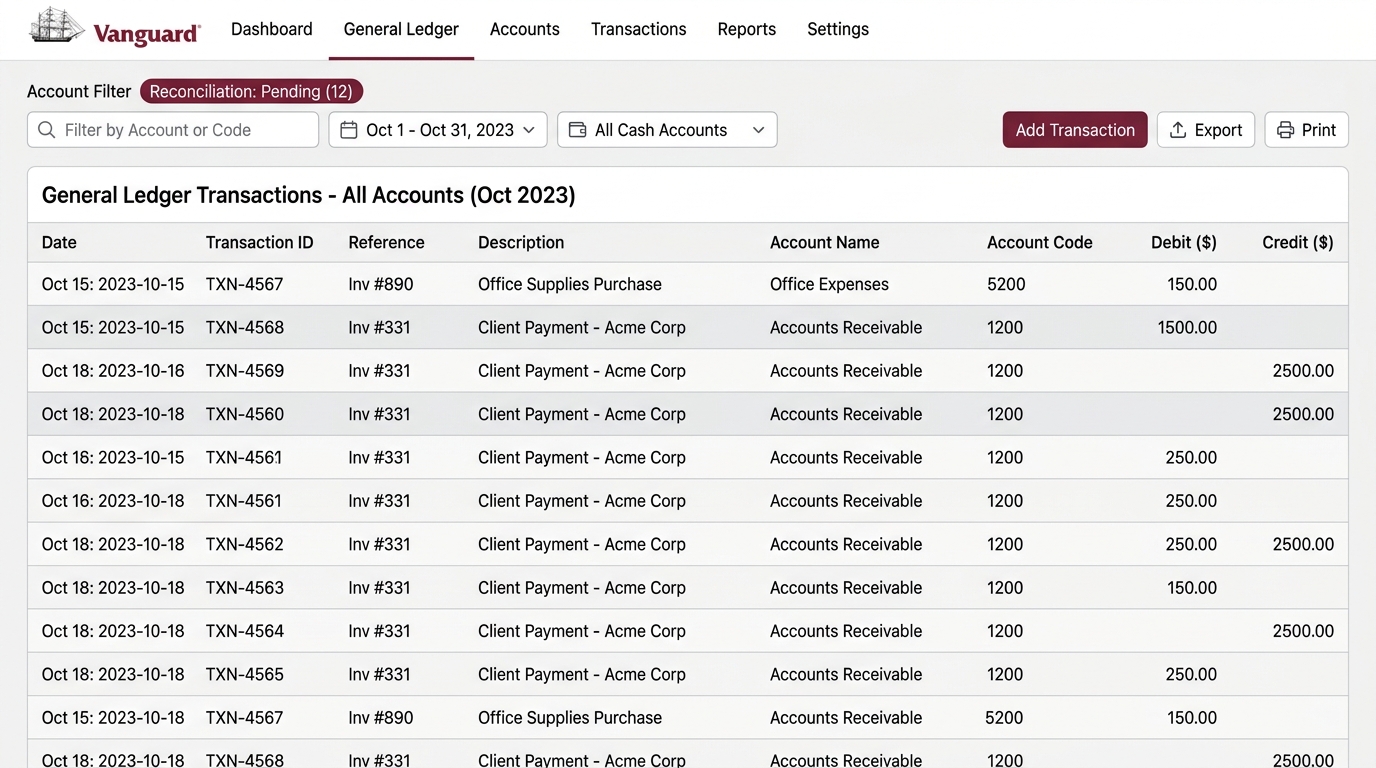 Vanguard® Dashboard General Ledger Accounts Transactions Reports Settings
Account Filter Reconciliation: Pending (12)
Filter by Account or Code Oct 1 - Oct 31, 2023 All Cash Accounts Add Transaction Export Print
General Ledger Transactions - All Accounts (Oct 2023)
Date Transaction ID Reference Description Account Name Account Code Debit ($) Credit ($)
Oct 15: 2023-10-15 TXN-4567 Inv #890 Office Supplies Purchase Office Expenses 5200 150.00
Oct 15: 2023-10-15 TXN-4568 Inv #331 Client Payment - Acme Corp Accounts Receivable 1200 1500.00
Oct 18: 2023-10-16 TXN-4569 Inv #331 Client Payment - Acme Corp Accounts Receivable 1200 2500.00
Oct 18: 2023-10-18 TXN-4560 Inv #331 Client Payment - Acme Corp Accounts Receivable 1200 2500.00
Oct 16: 2023-10-15 TXN-4561 Inv #331 Client Payment - Acme Corp Accounts Receivable 1200 250.00
Oct 16: 2023-10-18 TXN-4561 Inv #331 Client Payment - Acme Corp Accounts Receivable 1200 250.00
Oct 18: 2023-10-18 TXN-4562 Inv #331 Client Payment - Acme Corp Accounts Receivable 1200 250.00 2500.00
Oct 18: 2023-10-18 TXN-4563 Inv #331 Client Payment - Acme Corp Accounts Receivable 1200 150.00
Oct 18: 2023-10-18 TXN-4564 Inv #331 Client Payment - Acme Corp Accounts Receivable 1200 2500.00
Oct 18: 2023-10-18 TXN-4565 Inv #331 Client Payment - Acme Corp Accounts Receivable 1200 250.00
Oct 15: 2023-10-18 TXN-4567 Inv #890 Office Supplies Purchase Accounts Receivable 5200 150.00
Oct 18: 2023-10-18 TXN-4568 Inv #331 Client Payment - Acme Corp Accounts Receivable 1200 2500.00